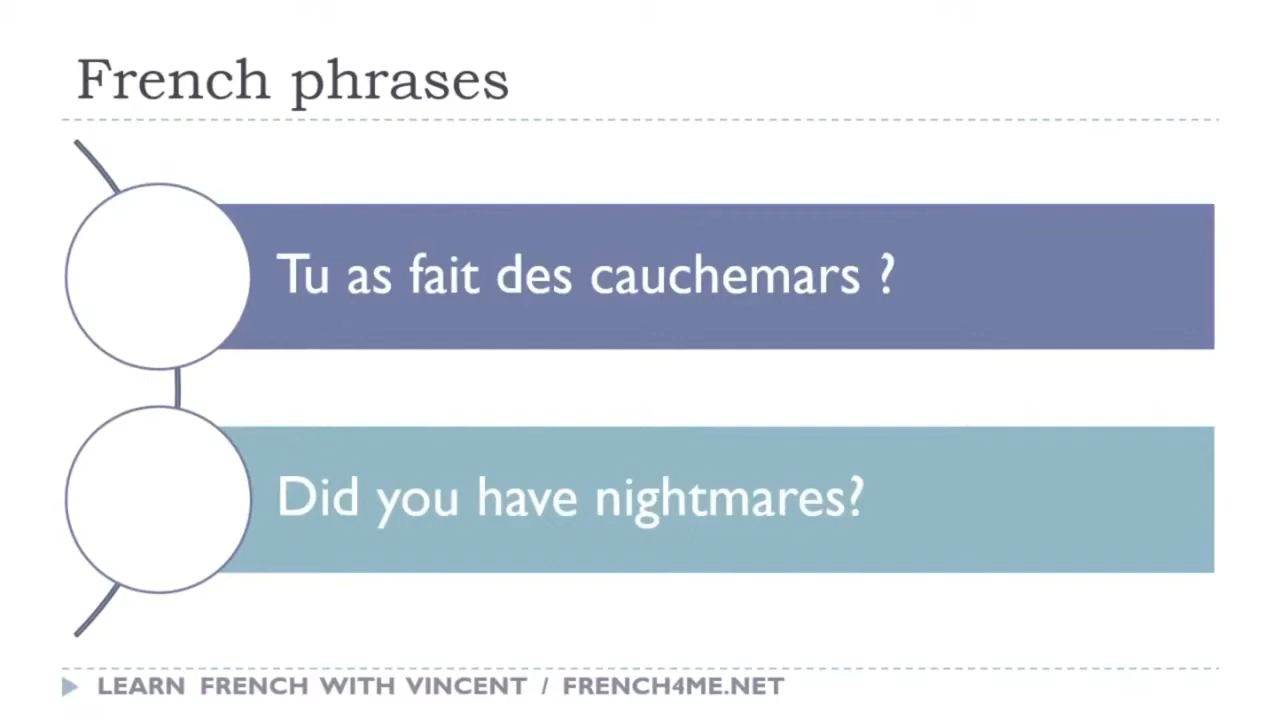 French phrases
Tu as fait des cauchemars ?
Did you have nightmares?
LEARN FRENCH WITH VINCENT / FRENCH4ME.NET